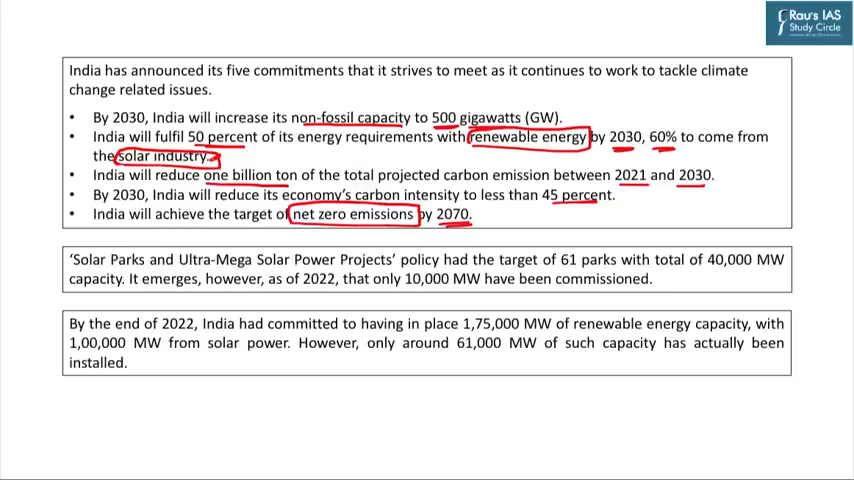 Rau's IAS
Study Circle
India has announced its five commitments that it strives to meet as it continues to work to tackle climate
change related issues.
• By 2030, India will increase its non-fossil capacity to 500 gigawatts (GW).
• India will fulfil 50 percent of its energy requirements with renewable energy by 2030, 60% to come from
the solar industry.
• India will reduce one billion ton of the total projected carbon emission between 2021 and 2030.
• By 2030, India will reduce its economy's carbon intensity to less than 45 percent.
• India will achieve the target of net zero emissions by 2070.
'Solar Parks and Ultra-Mega Solar Power Projects' policy had the target of 61 parks with total of 40,000 MW
capacity. It emerges, however, as of 2022, that only 10,000 MW have been commissioned.
By the end of 2022, India had committed to having in place 1,75,000 MW of renewable energy capacity, with
1,00,000 MW from solar power. However, only around 61,000 MW of such capacity has actually been
installed.